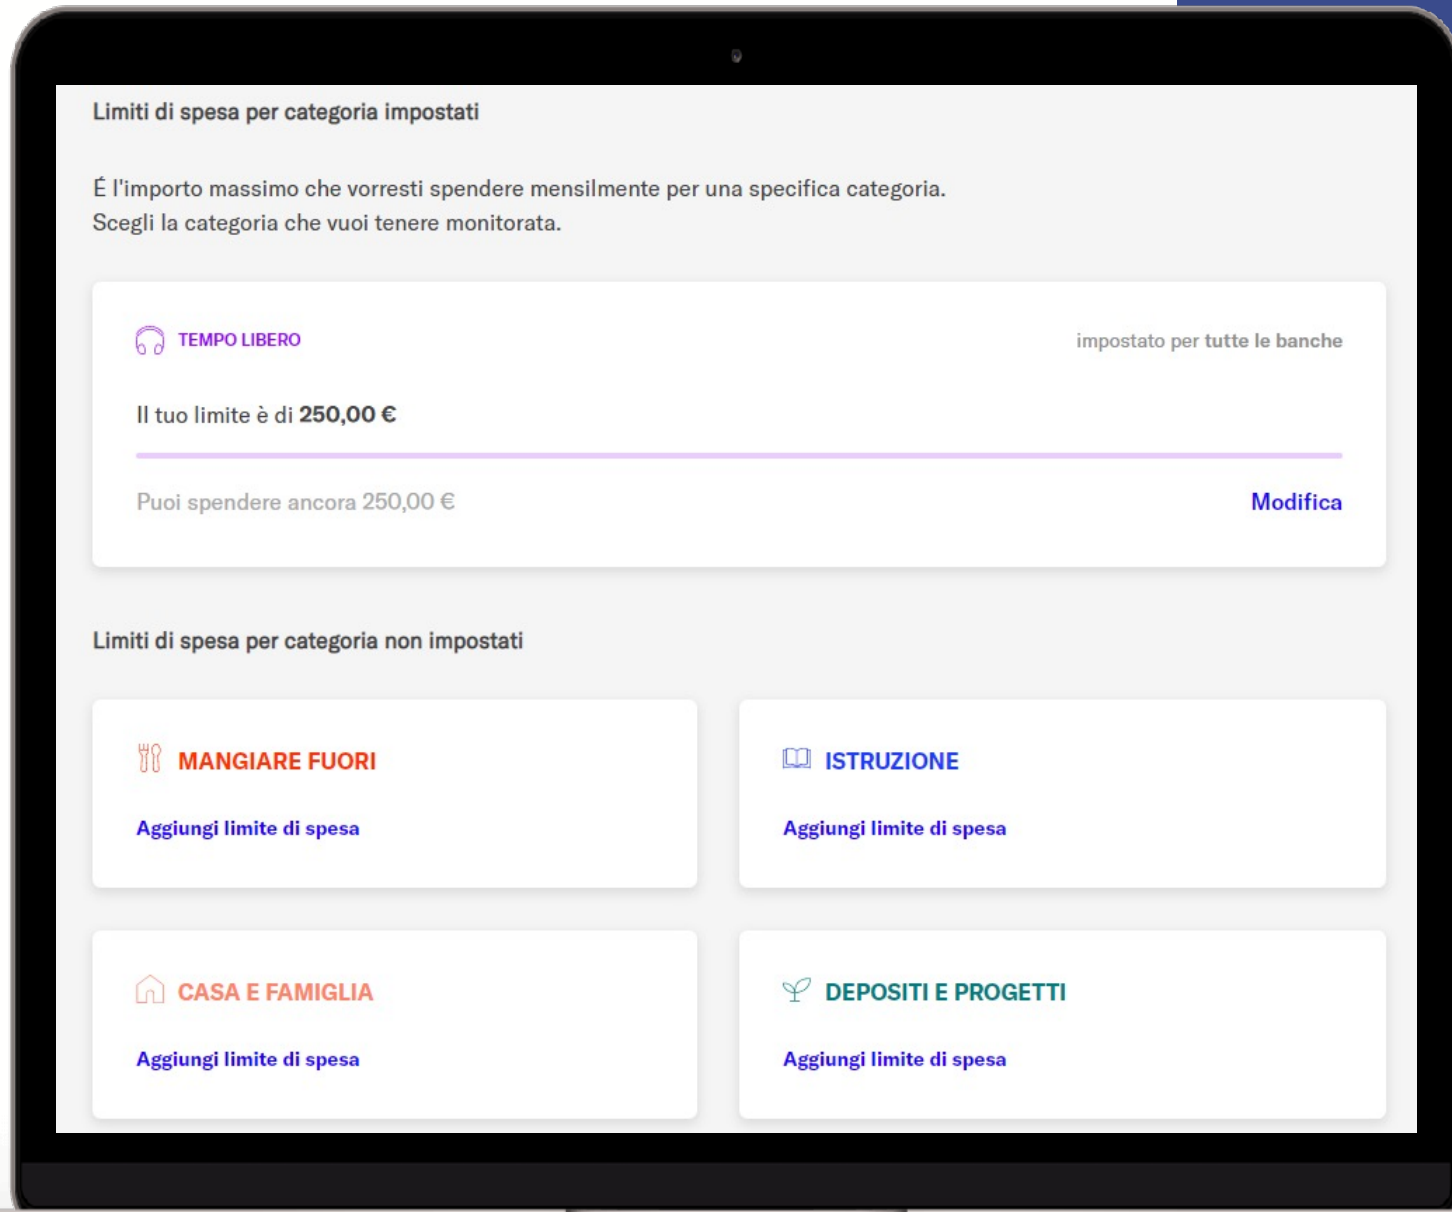 Limiti di spesa per categoria impostati
É l'importo massimo che vorresti spendere mensilmente per una specifica categoria.
Scegli la categoria che vuoi tenere monitorata.
TEMPO LIBERO
impostato per tutte le banche
Il tuo limite è di 250,00 €
Puoi spendere ancora 250,00 €
Modifica
Limiti di spesa per categoria non impostati
MANGIARE FUORI
Aggiungi limite di spesa
ISTRUZIONE
Aggiungi limite di spesa
CASA E FAMIGLIA
Aggiungi limite di spesa
DEPOSITI E PROGETTI
Aggiungi limite di spesa